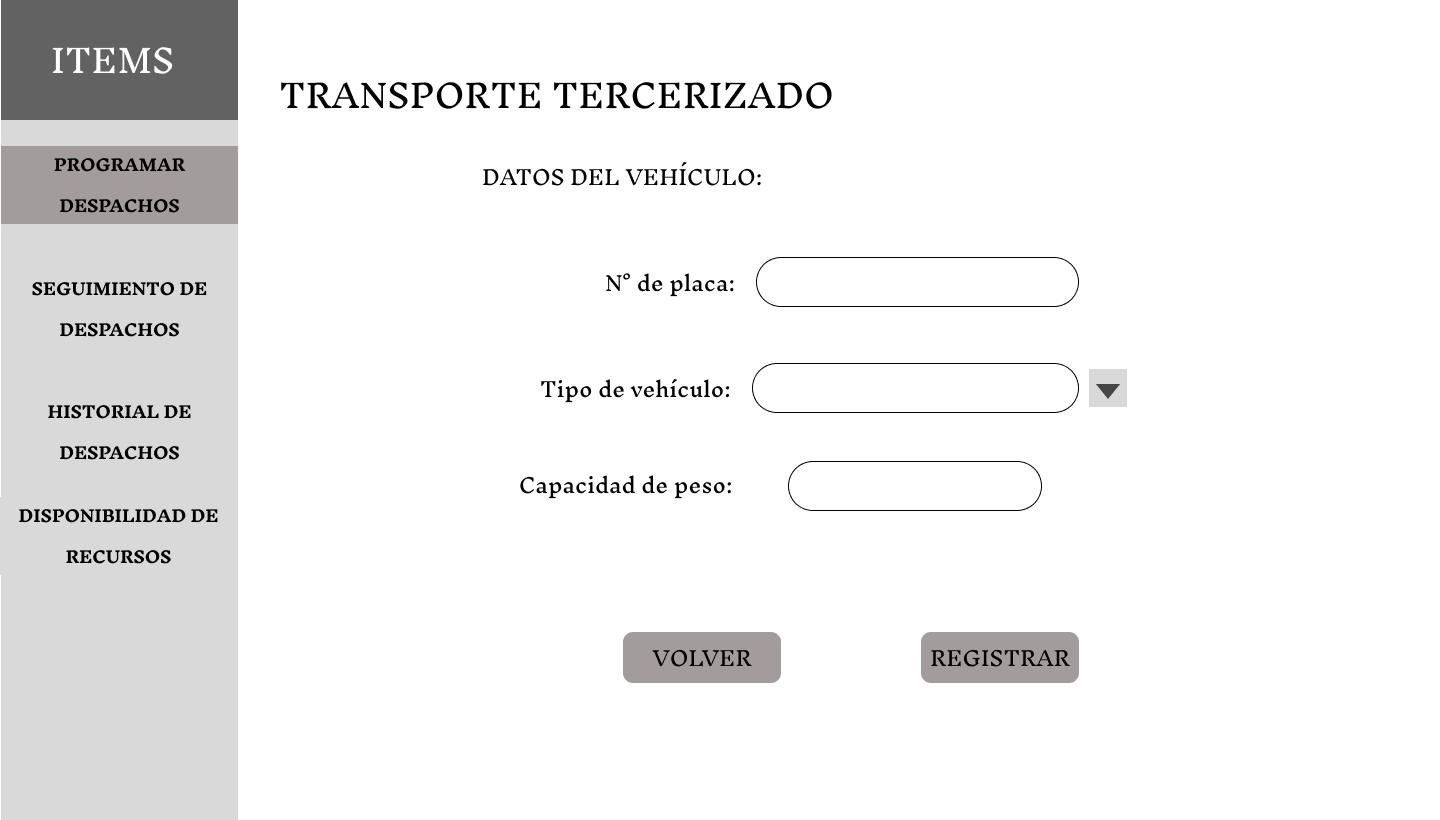 ITEMS
PROGRAMAR
DESPACHOS
SEGUIMIENTO DE
DESPACHOS
HISTORIAL DE
DESPACHOS
DISPONIBILIDAD DE
RECURSOS
TRANSPORTE TERCERIZADO
DATOS DEL VEHÍCULO:
N° de placa:
Tipo de vehículo:
Capacidad de peso:
VOLVER
REGISTRAR